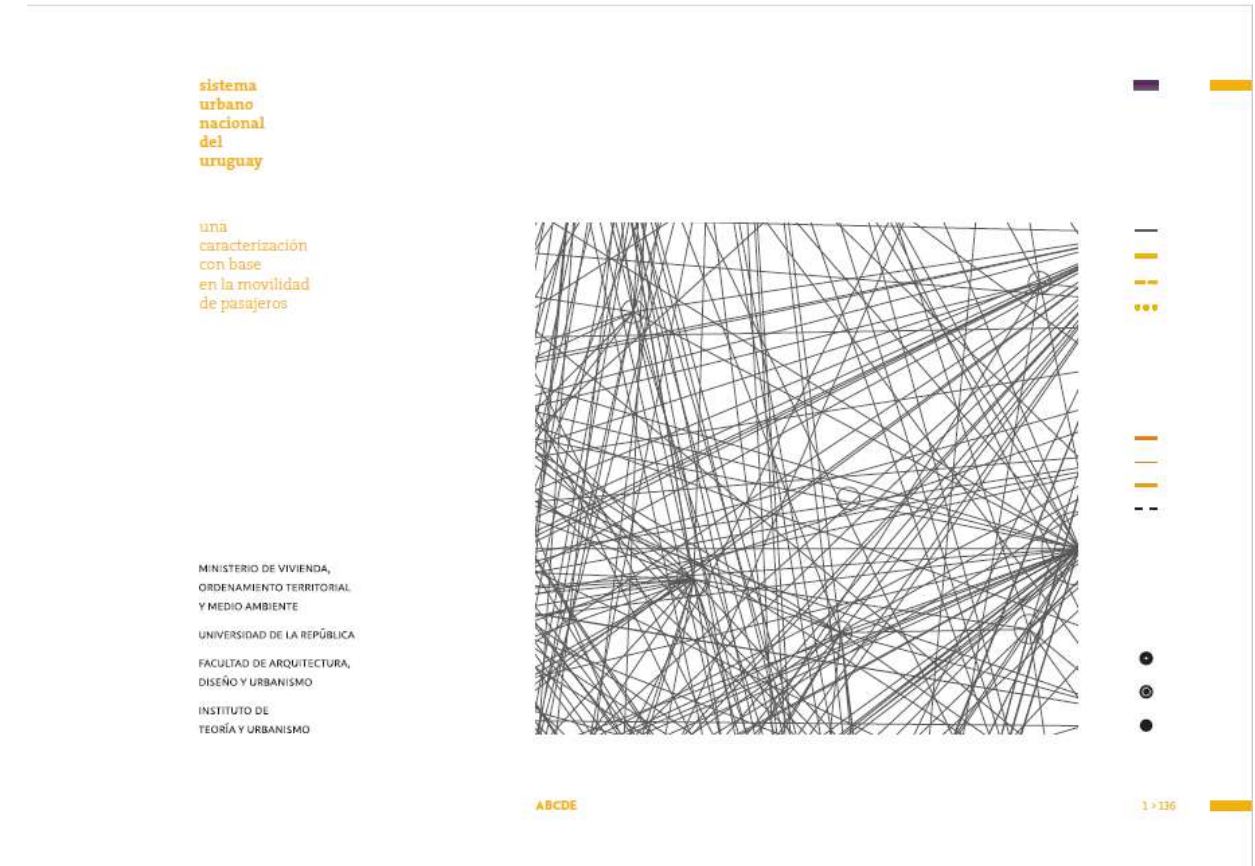 sistema
urbano
nacional
del
uruguay
una
caracterización
con base
en la movilidad
de pasajeros
MINISTERIO DE VIVIENDA,
ORDENAMIENTO TERRITORIAL
Y MEDIO AMBIENTE
UNIVERSIDAD DE LA REPÚBLICA
FACULTAD DE ARQUITECTURA,
DISEÑO Y URBANISMO
INSTITUTO DE
TEORÍA Y URBANISMO
ABCDE
1 > 136